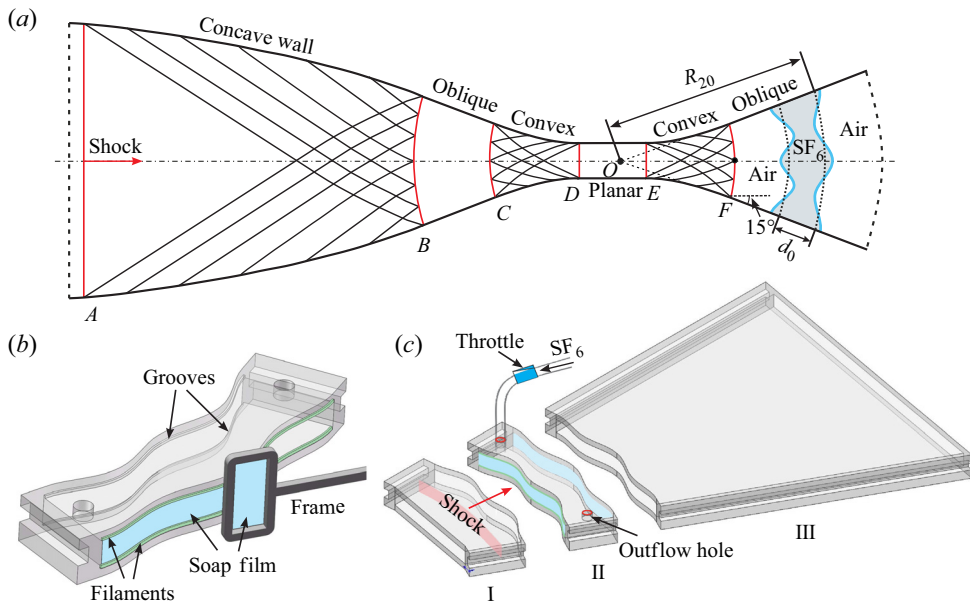 (a)
Concave wall
Oblique
Convex
Shock
A
B
C
D
O
Planar
E
Convex
Oblique
R20
F
Air
SF6
Air
15°
d0
(b)
Grooves
Frame
Soap film
Filaments
(c)
Throttle
SF6
Shock
Outflow hole
I
II
III